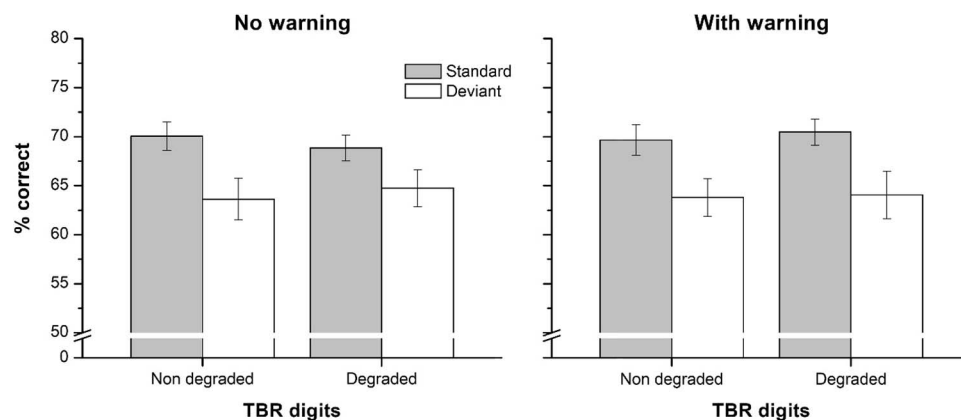 No warning
With warning
80
75
70
65
60
55
50
0
% correct
Standard
Deviant
Non degraded
Degraded
Non degraded
Degraded
TBR digits
TBR digits